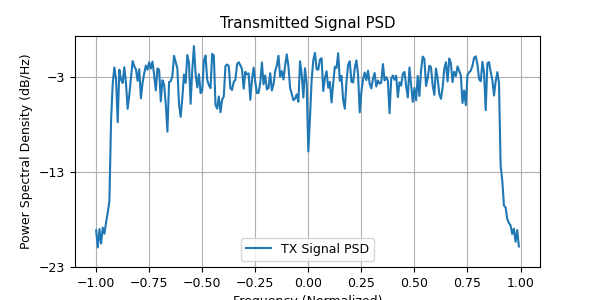 Transmitted Signal PSD
Power Spectral Density (dB/Hz)
−3
−13
−23
TX Signal PSD
−1.00 −0.75 −0.50 −0.25 0.00 0.25 0.50 0.75 1.00
Frequency (Normalized)